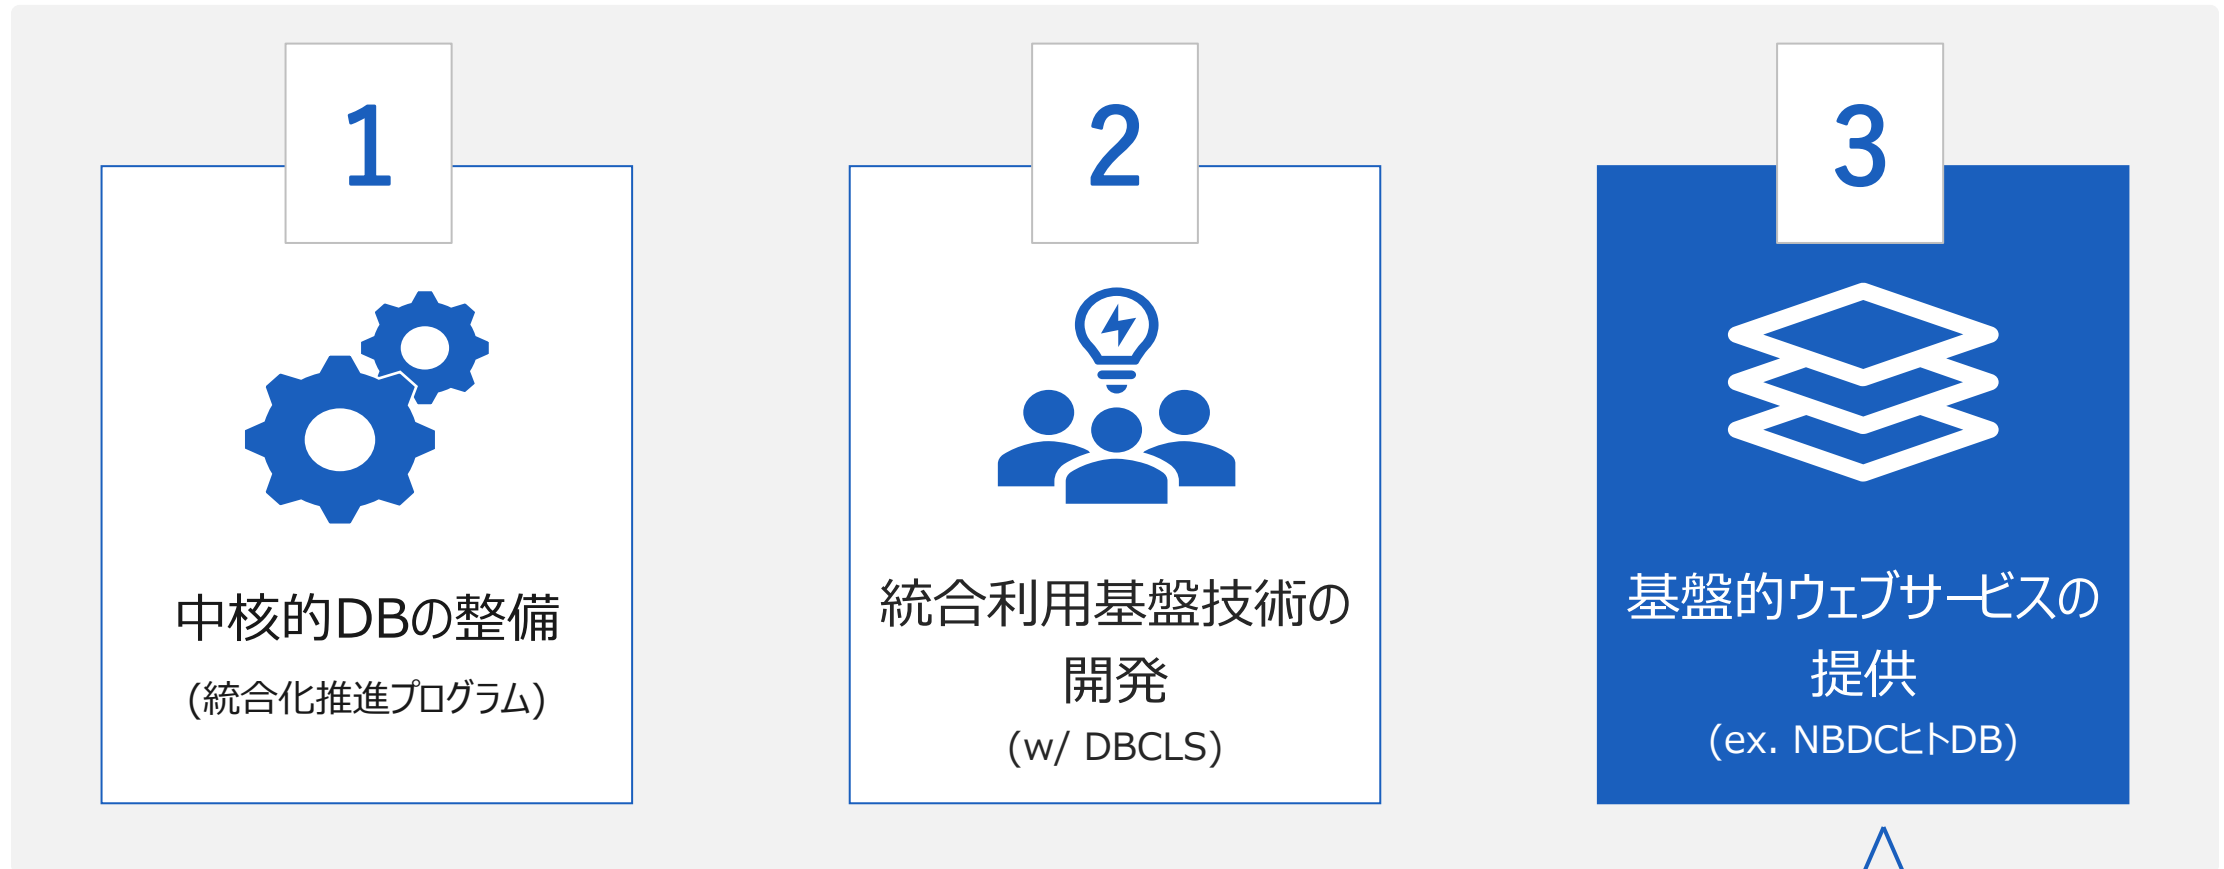 1
中核的DBの整備
(統合化推進プログラム)
2
統合利用基盤技術の
開発
(w/ DBCLS)
3
基盤的ウェブサービスの
提供
(ex. NBDCヒトDB)